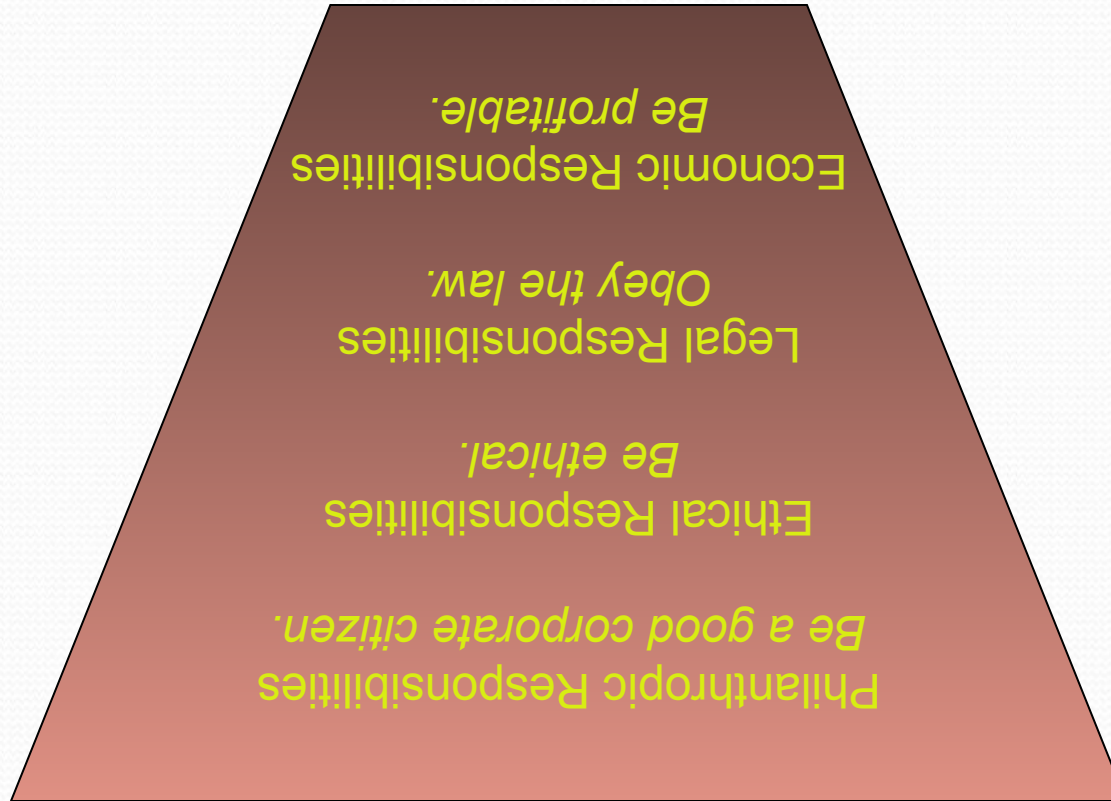 Philanthropic Responsibilities
Be a good corporate citizen.
Ethical Responsibilities
Be ethical.
Legal Responsibilities
Obey the law.
Economic Responsibilities
Be profitable.